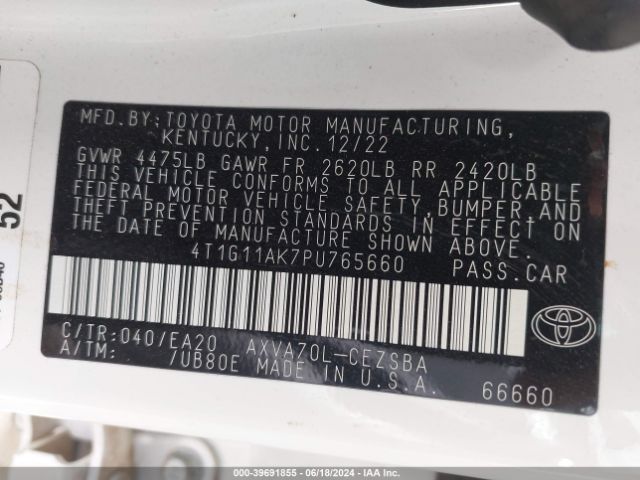 MFD.BY:TOYOTA MOTOR MANUFACTURING,
KENTUCKY, INC. 12/22
GVWR 4475LB GAWR FR 2620LB RR 2420LB
THIS VEHICLE CONFORMS TO ALL APPLICABLE
FEDERAL MOTOR VEHICLE SAFETY, BUMPER, AND
THEFT PREVENTION STANDARDS IN EFFECT ON
THE DATE OF MANUFACTURE SHOWN ABOVE.
4T1G11AK7PU765660 PASS.CAR
C/TR:040/EA20 AXVA70L-CEZSBA
A/TM: /UB80E MADE IN U.S.A.
66660
52
000-39691855 - 06/18/2024 - IAA Inc.